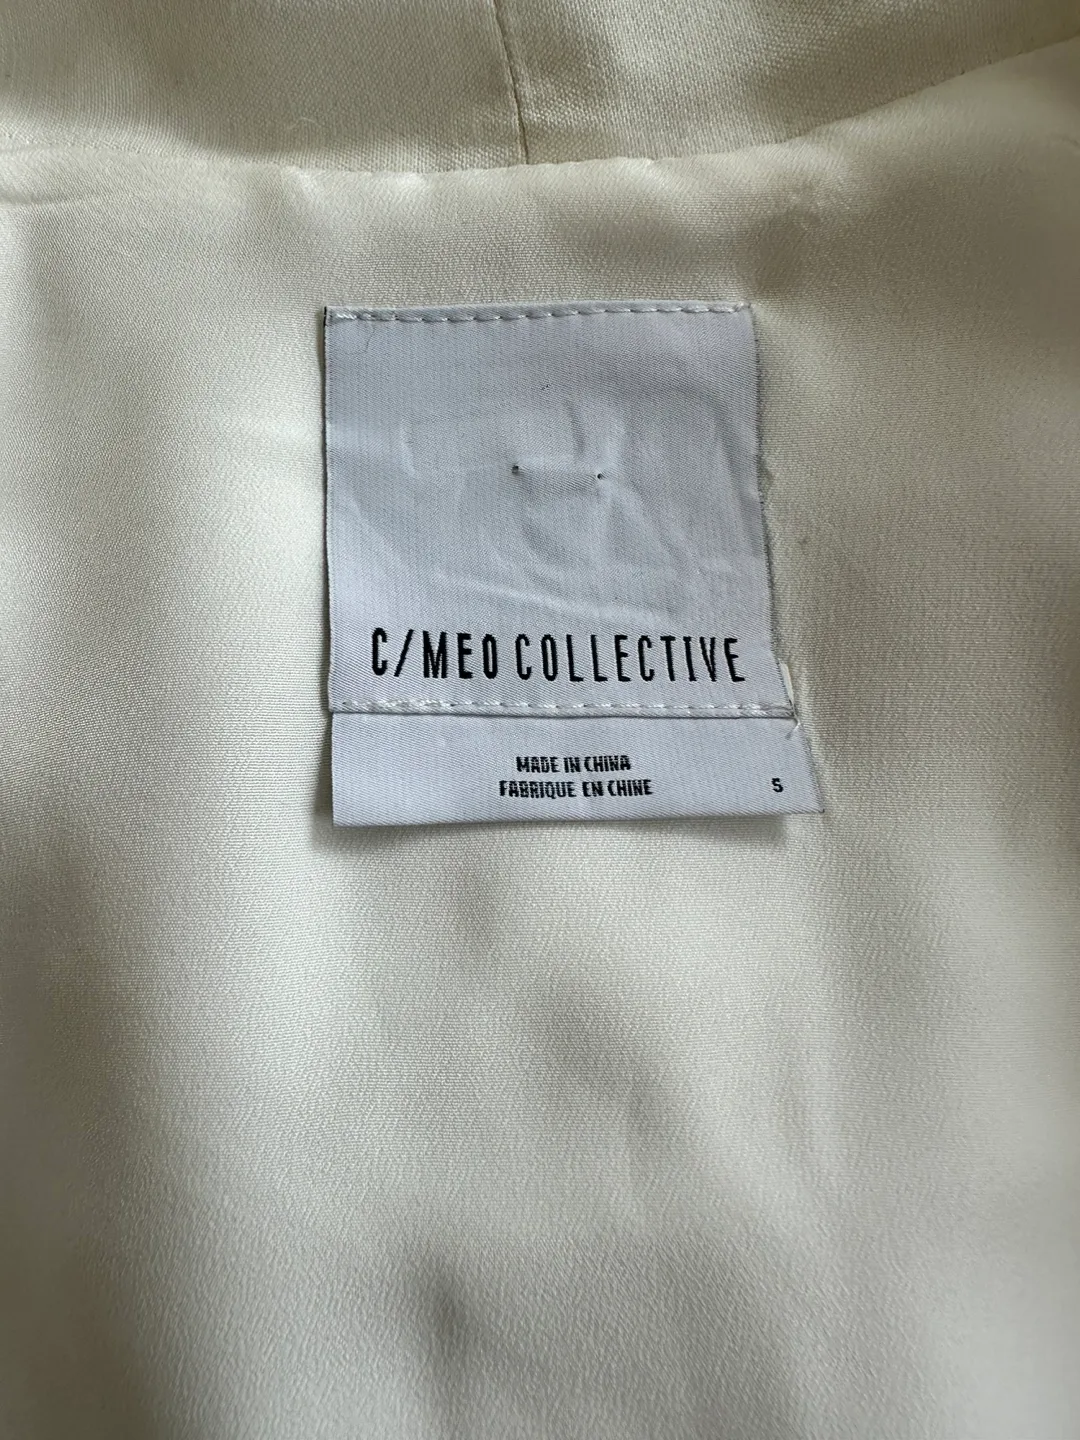 C/MEO COLLECTIVE
MADE IN CHINA
FABRIQUE EN CHINE
S